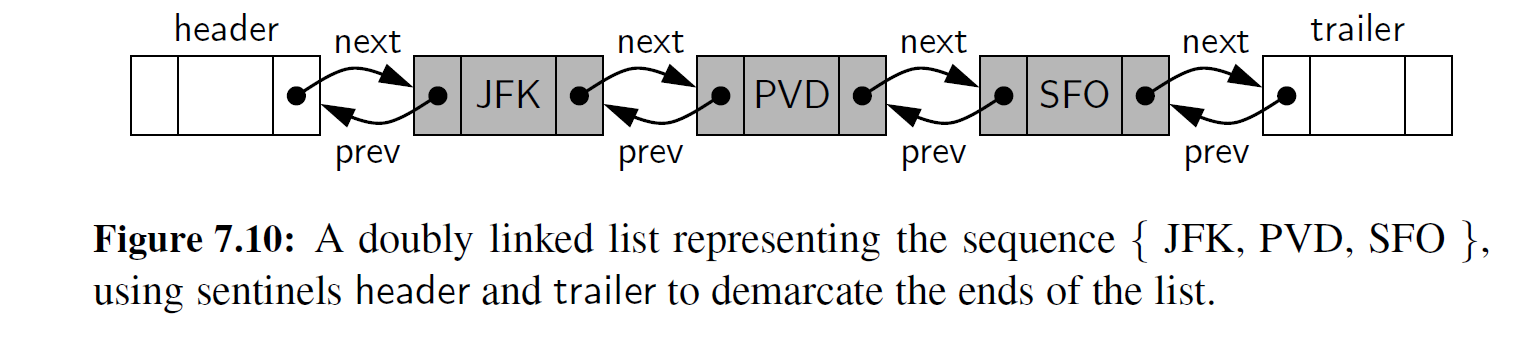 header next next next next trailer
JFK PVD SFO
prev prev prev prev
Figure 7.10: A doubly linked list representing the sequence { JFK, PVD, SFO },
using sentinels header and trailer to demarcate the ends of the list.